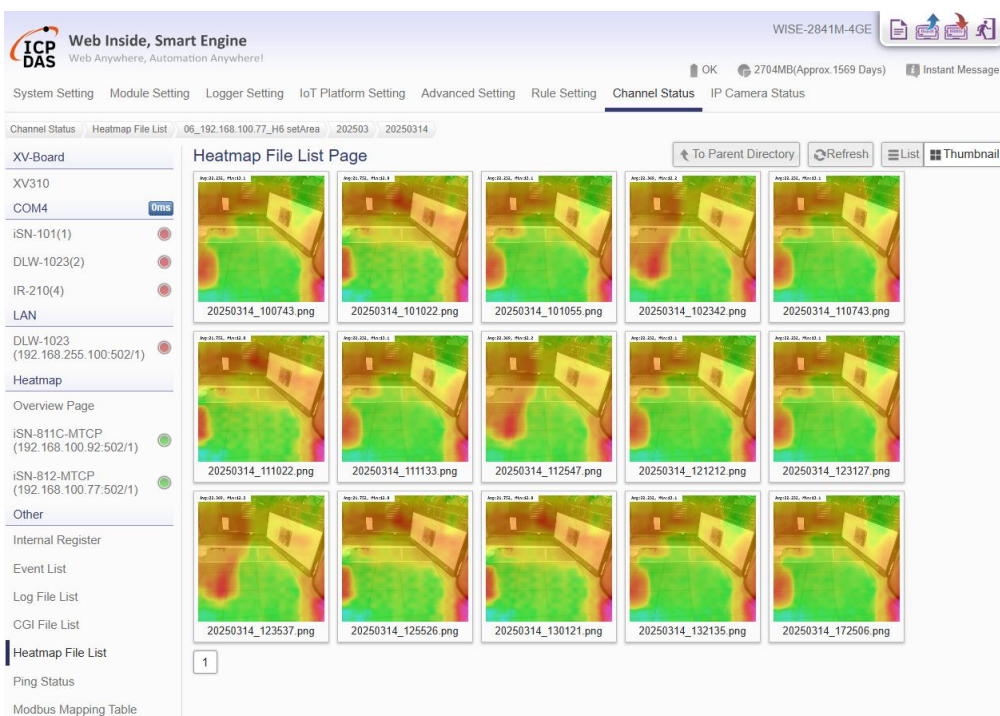 WISE-2841M-4GE
ICP DAS
Web Inside, Smart Engine
Web Anywhere, Automation Anywhere!
OK 2704MB(Approx.1569 Days) Instant Message
System Setting Module Setting Logger Setting IoT Platform Setting Advanced Setting Rule Setting Channel Status IP Camera Status
Channel Status Heatmap File List 06_192.168.100.77_H6 setArea 202503 20250314
XV-Board
XV310
COM4 0ms
iSN-101(1)
DLW-1023(2)
IR-210(4)
LAN
DLW-1023
(192.168.255.100:502/1)
Heatmap
Overview Page
iSN-811C-MTCP
(192.168.100.92:502/1)
iSN-812-MTCP
(192.168.100.77:502/1)
Other
Internal Register
Event List
Log File List
CGI File List
Heatmap File List
Ping Status
Modbus Mapping Table
Heatmap File List Page
To Parent Directory Refresh List Thumbnail
20250314_100743.png 20250314_101022.png 20250314_101055.png 20250314_102342.png 20250314_110743.png
20250314_111022.png 20250314_111133.png 20250314_112547.png 20250314_121212.png 20250314_123127.png
20250314_123537.png 20250314_125526.png 20250314_130121.png 20250314_132135.png 20250314_172506.png
1